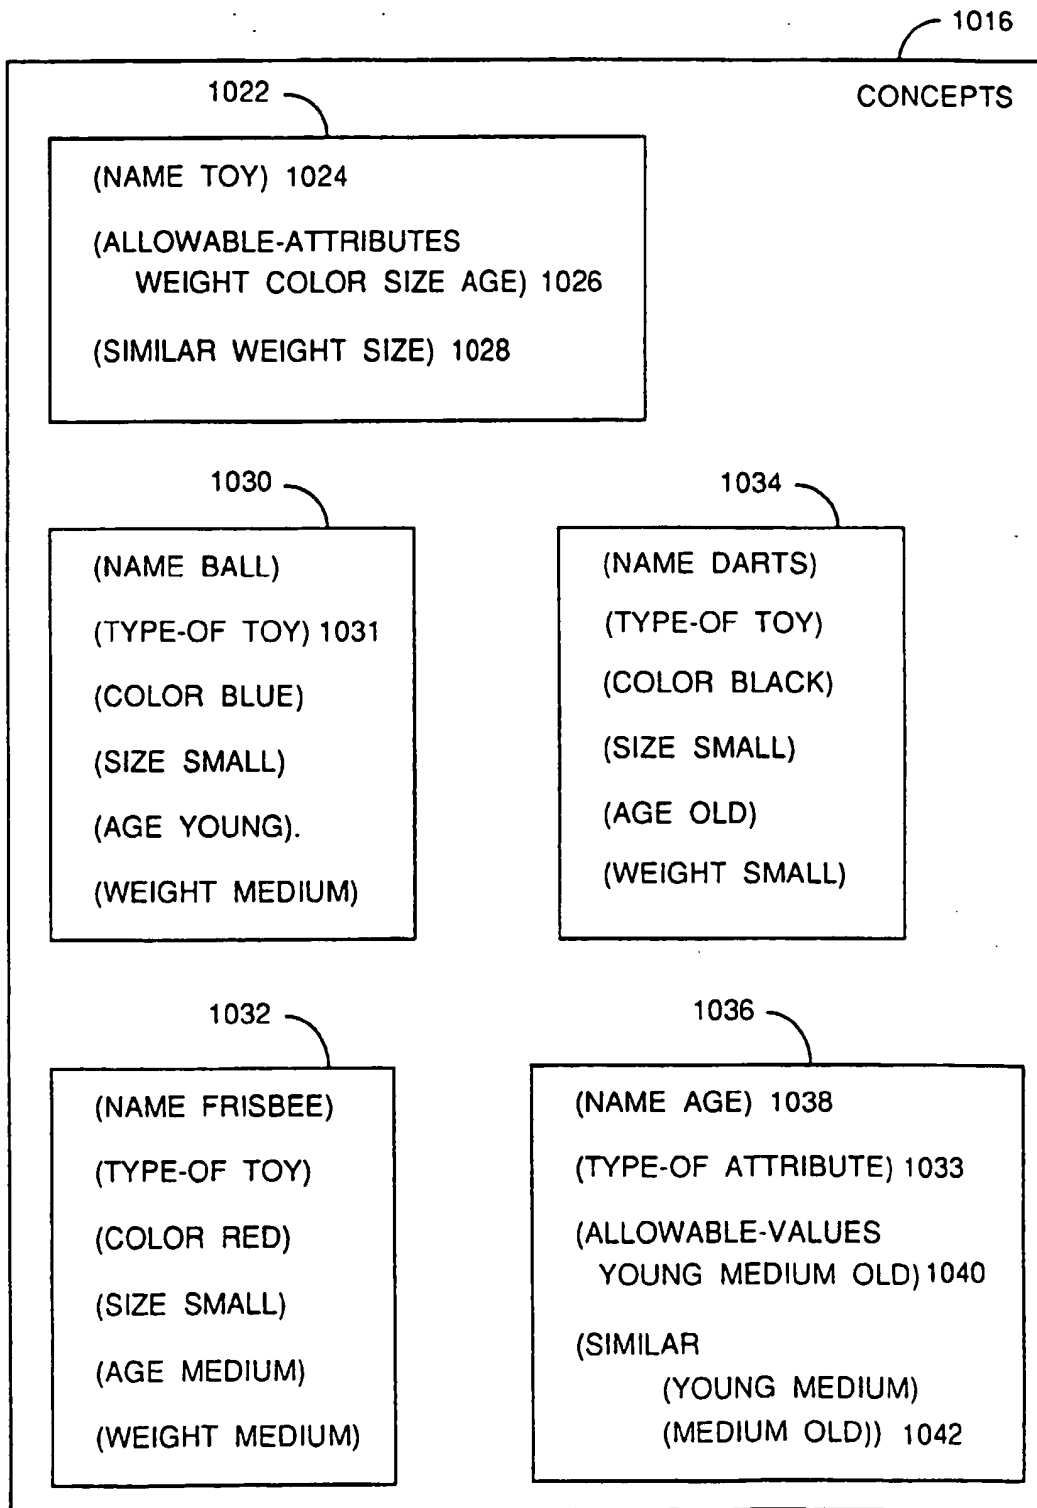 1016
CONCEPTS
1022
(NAME TOY) 1024
(ALLOWABLE-ATTRIBUTES
WEIGHT COLOR SIZE AGE) 1026
(SIMILAR WEIGHT SIZE) 1028
1030
(NAME BALL)
(TYPE-OF TOY) 1031
(COLOR BLUE)
(SIZE SMALL)
(AGE YOUNG).
(WEIGHT MEDIUM)
1034
(NAME DARTS)
(TYPE-OF TOY)
(COLOR BLACK)
(SIZE SMALL)
(AGE OLD)
(WEIGHT SMALL)
1032
(NAME FRISBEE)
(TYPE-OF TOY)
(COLOR RED)
(SIZE SMALL)
(AGE MEDIUM)
(WEIGHT MEDIUM)
1036
(NAME AGE) 1038
(TYPE-OF ATTRIBUTE) 1033
(ALLOWABLE-VALUES
YOUNG MEDIUM OLD) 1040
(SIMILAR
(YOUNG MEDIUM)
(MEDIUM OLD)) 1042